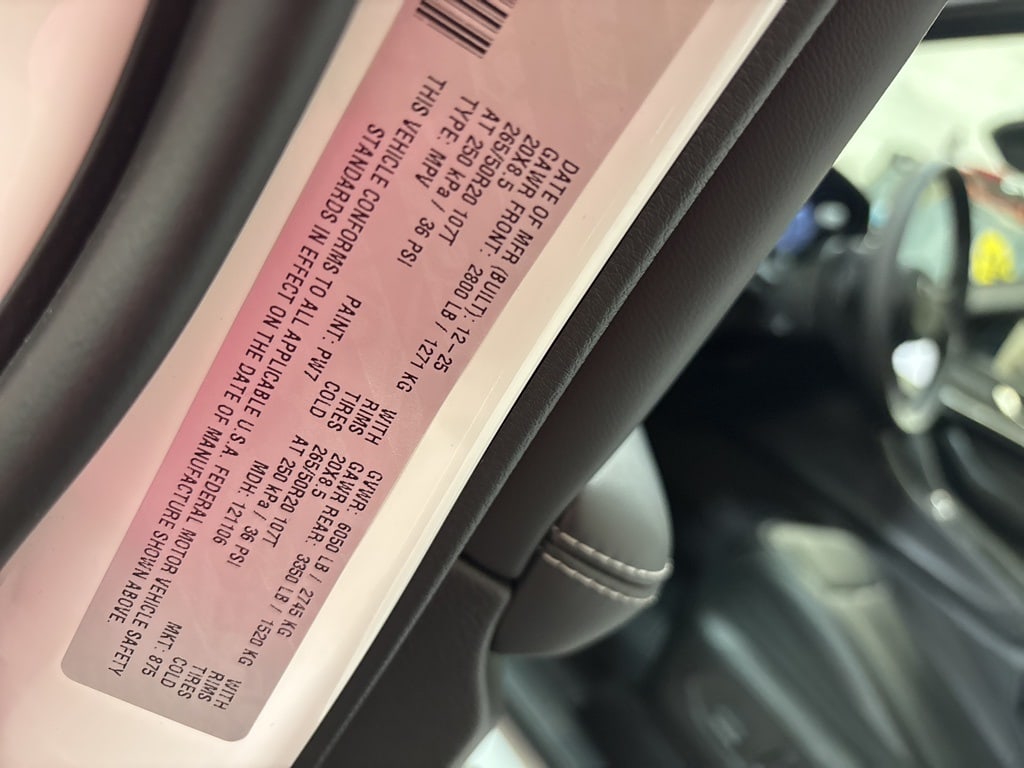 DATE OF MFR (BUILT): 12-25 GVWR: 6050 LB / 2745 KG
GAWR FRONT: 2800 LB / 1271 KG WITH GAWR REAR: 3350 LB / 1520 KG WITH
20X8.5 RIMS 20X8.5 RIMS
265/50R20 107T TIRES 265/50R20 107T TIRES
AT 250 kPa / 36 PSI COLD AT 250 kPa / 36 PSI COLD
TYPE: MPV PAINT: PW7 MDH: 121106 MKT: 875
THIS VEHICLE CONFORMS TO ALL APPLICABLE U.S.A. FEDERAL MOTOR VEHICLE SAFETY
STANDARDS IN EFFECT ON THE DATE OF MANUFACTURE SHOWN ABOVE.